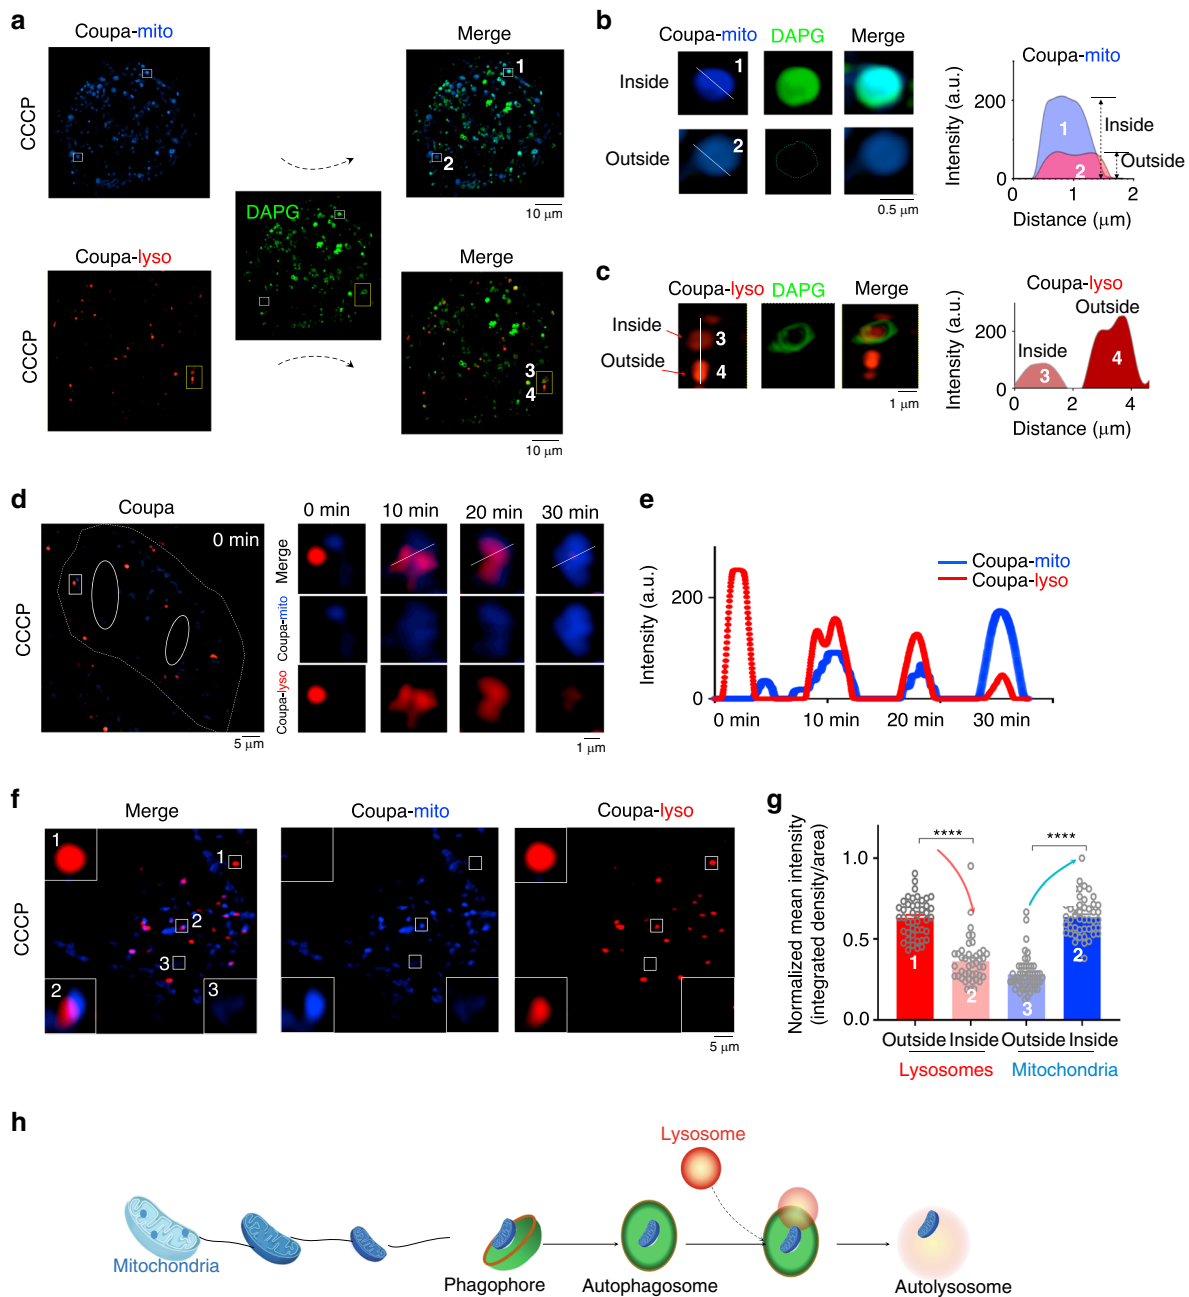 a
Coupa-mito
Merge
CCCP
1
2
10 μm
DAPG
Coupa-lyso
Merge
CCCP
3
4
10 μm
b
Coupa-mito
DAPG
Merge
Inside
1
Outside
2
0.5 μm
Coupa-mito
Intensity (a.u.)
200
0
1
2
Inside
Outside
0
1
2
Distance (μm)
c
Coupa-lyso
DAPG
Merge
Inside
3
Outside
4
1 μm
Coupa-lyso
Outside
Intensity (a.u.)
200
0
Inside
3
4
0
2
4
Distance (μm)
d
Coupa
0 min
CCCP
5 μm
0 min
10 min
20 min
30 min
Merge
Coupa-mito
Coupa-lyso
1 μm
e
Intensity (a.u.)
200
0
Coupa-mito
Coupa-lyso
0 min
10 min
20 min
30 min
f
Merge
Coupa-mito
Coupa-lyso
CCCP
1
1
2
3
2
3
5 μm
g
Normalized mean intensity
(integrated density/area)
1.0
0.5
0.0
****
****
1
2
3
2
Outside Inside
Outside Inside
Lysosomes
Mitochondria
h
Lysosome
Mitochondria
Phagophore
Autophagosome
Autolysosome